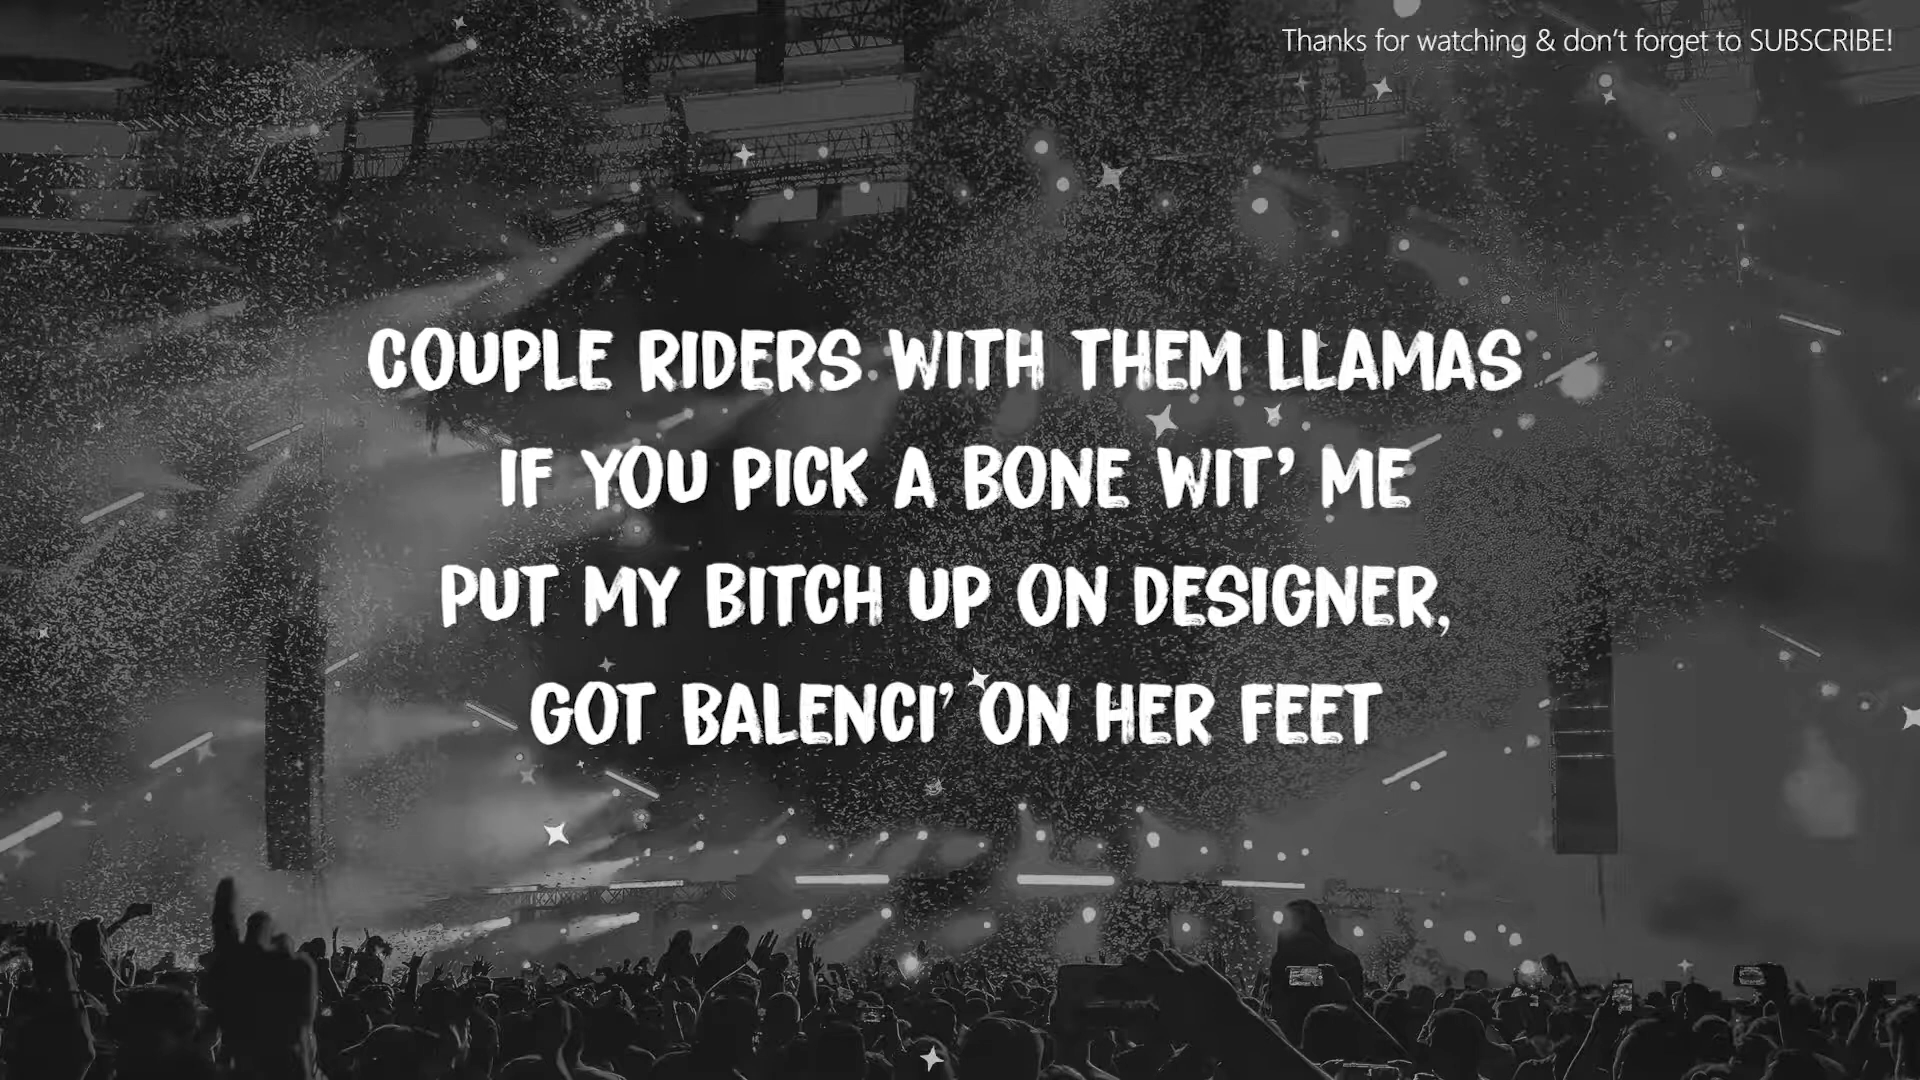 Thanks for watching & don't forget to SUBSCRIBE!
COUPLE RIDERS WITH THEM LLAMAS
IF YOU PICK A BONE WIT' ME
PUT MY BITCH UP ON DESIGNER,
GOT BALENCI' ON HER FEET